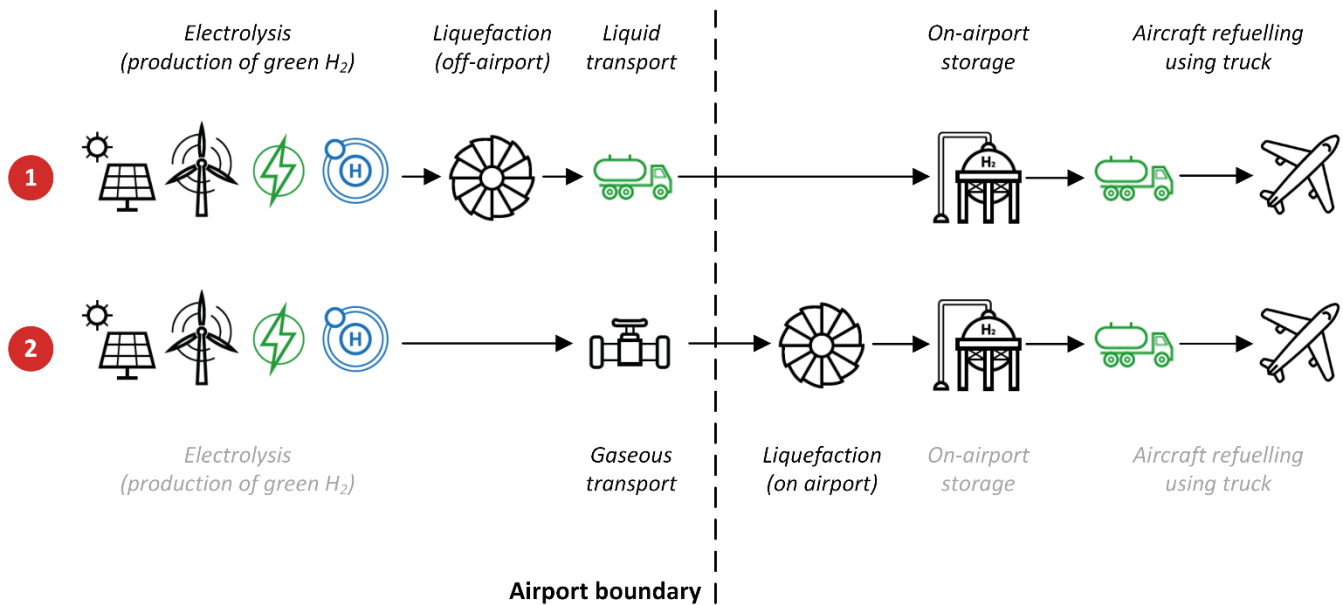 Electrolysis
(production of green H₂)
Liquefaction
(off-airport)
Liquid
transport
On-airport
storage
Aircraft refuelling
using truck
1
H
H₂
2
H
H₂
Electrolysis
(production of green H₂)
Gaseous
transport
Liquefaction
(on airport)
On-airport
storage
Aircraft refuelling
using truck
Airport boundary